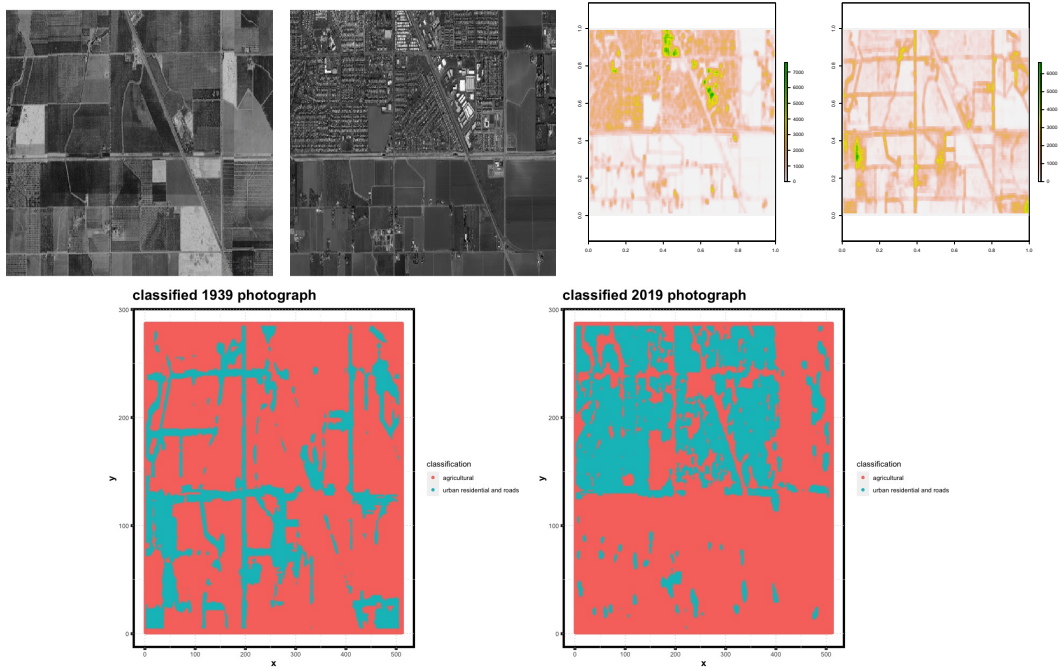 1.0
0.8
0.6
0.4
0.2
0.0
0.0 0.2 0.4 0.6 0.8 1.0
7000
6000
5000
4000
3000
2000
1000
0
1.0
0.8
0.6
0.4
0.2
0.0
0.0 0.2 0.4 0.6 0.8 1.0
6000
5000
4000
3000
2000
1000
0
classified 1939 photograph
300
200
100
0
y
0 100 200 300 400 500
x
classification
agricultural
urban residential and roads
classified 2019 photograph
300
200
100
0
y
0 100 200 300 400 500
x
classification
agricultural
urban residential and roads